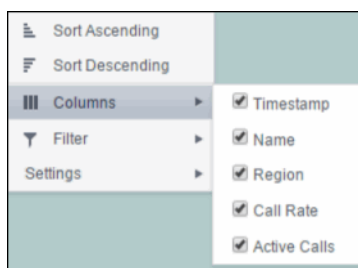 Sort Ascending
Sort Descending
Columns
Filter
Settings
Timestamp
Name
Region
Call Rate
Active Calls